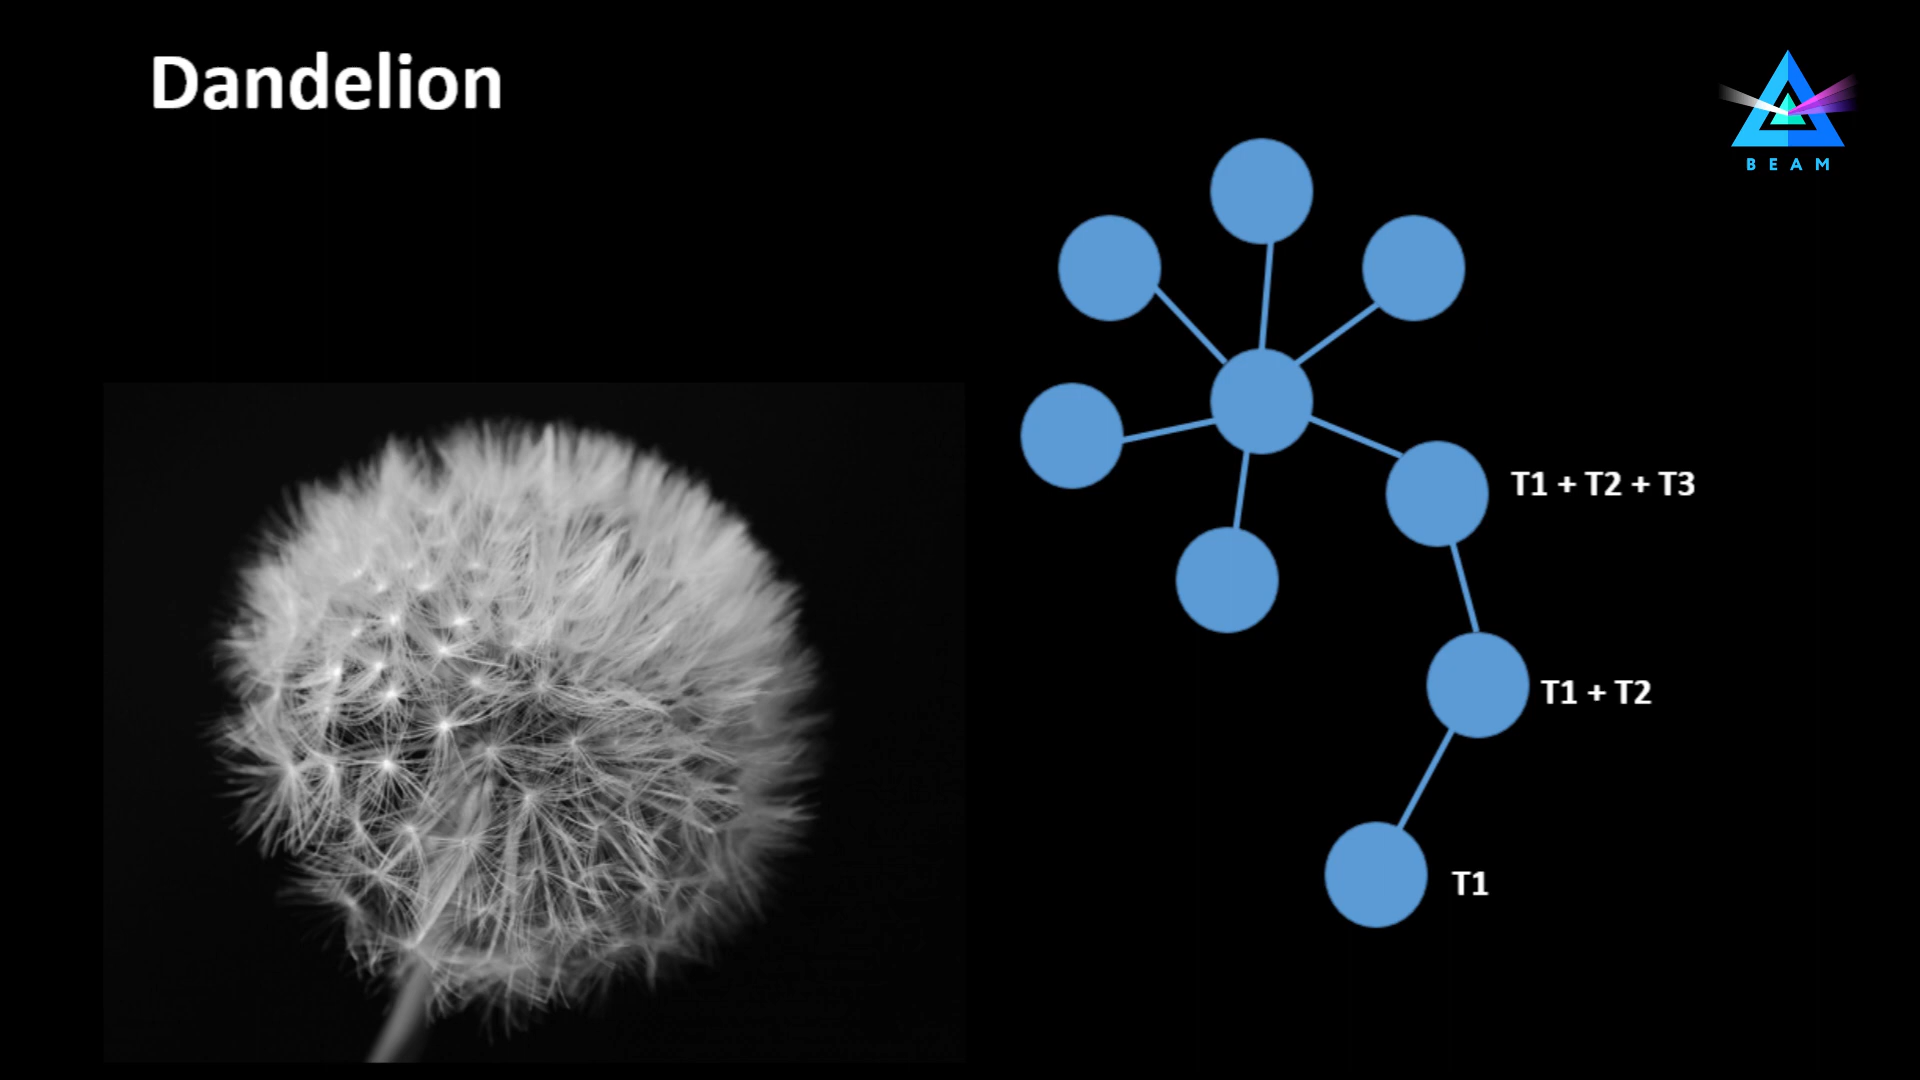 Dandelion
BEAM
T1 + T2 + T3
T1 + T2
T1